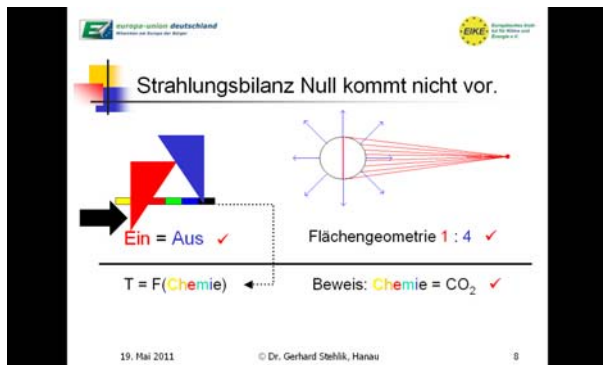 europa-union deutschland
EIKE
Strahlungsbilanz Null kommt nicht vor.
Ein = Aus ✓
Flächengeometrie 1 : 4 ✓
T = F(Chemie)
Beweis: Chemie = CO₂ ✓
19. Mai 2011
© Dr. Gerhard Stehlik, Hanau
8